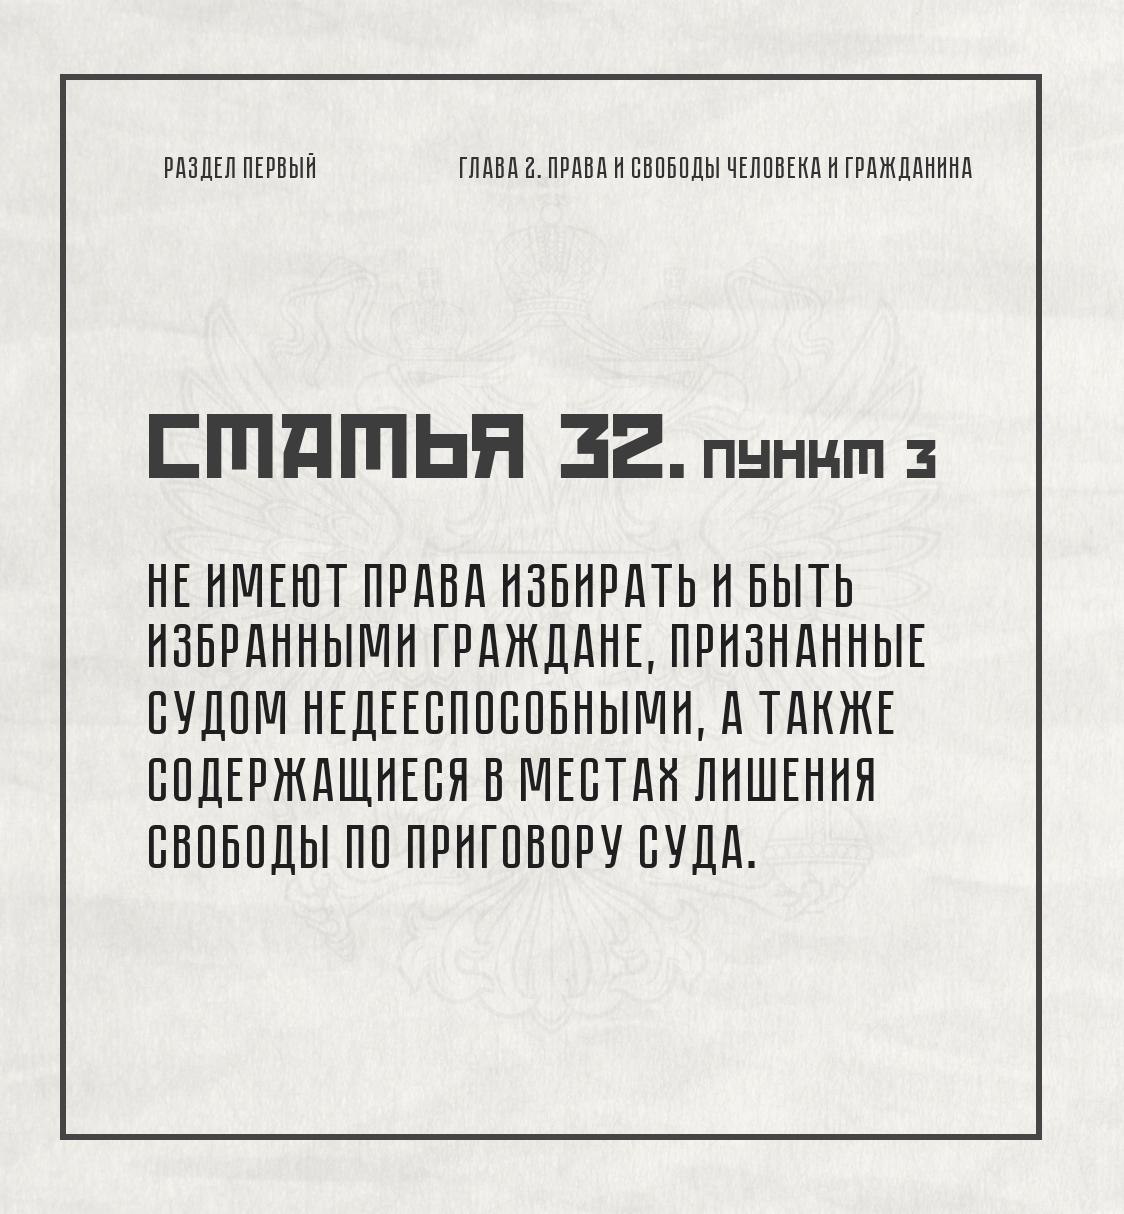 РАЗДЕЛ ПЕРВЫЙ
ГЛАВА 2. ПРАВА И СВОБОДЫ ЧЕЛОВЕКА И ГРАЖДАНИНА
СТАТЬЯ 32. ПУНКТ 3
НЕ ИМЕЮТ ПРАВА ИЗБИРАТЬ И БЫТЬ
ИЗБРАННЫМИ ГРАЖДАНЕ, ПРИЗНАННЫЕ
СУДОМ НЕДЕЕСПОСОБНЫМИ, А ТАКЖЕ
СОДЕРЖАЩИЕСЯ В МЕСТАХ ЛИШЕНИЯ
СВОБОДЫ ПО ПРИГОВОРУ СУДА.